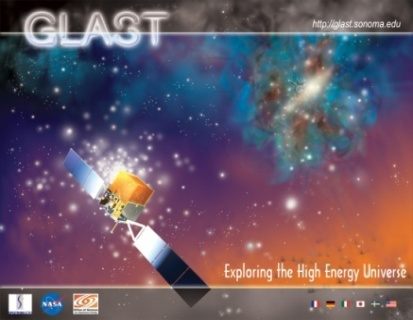 GLAST
http://glast.sonoma.edu
Exploring the High Energy Universe
NASA